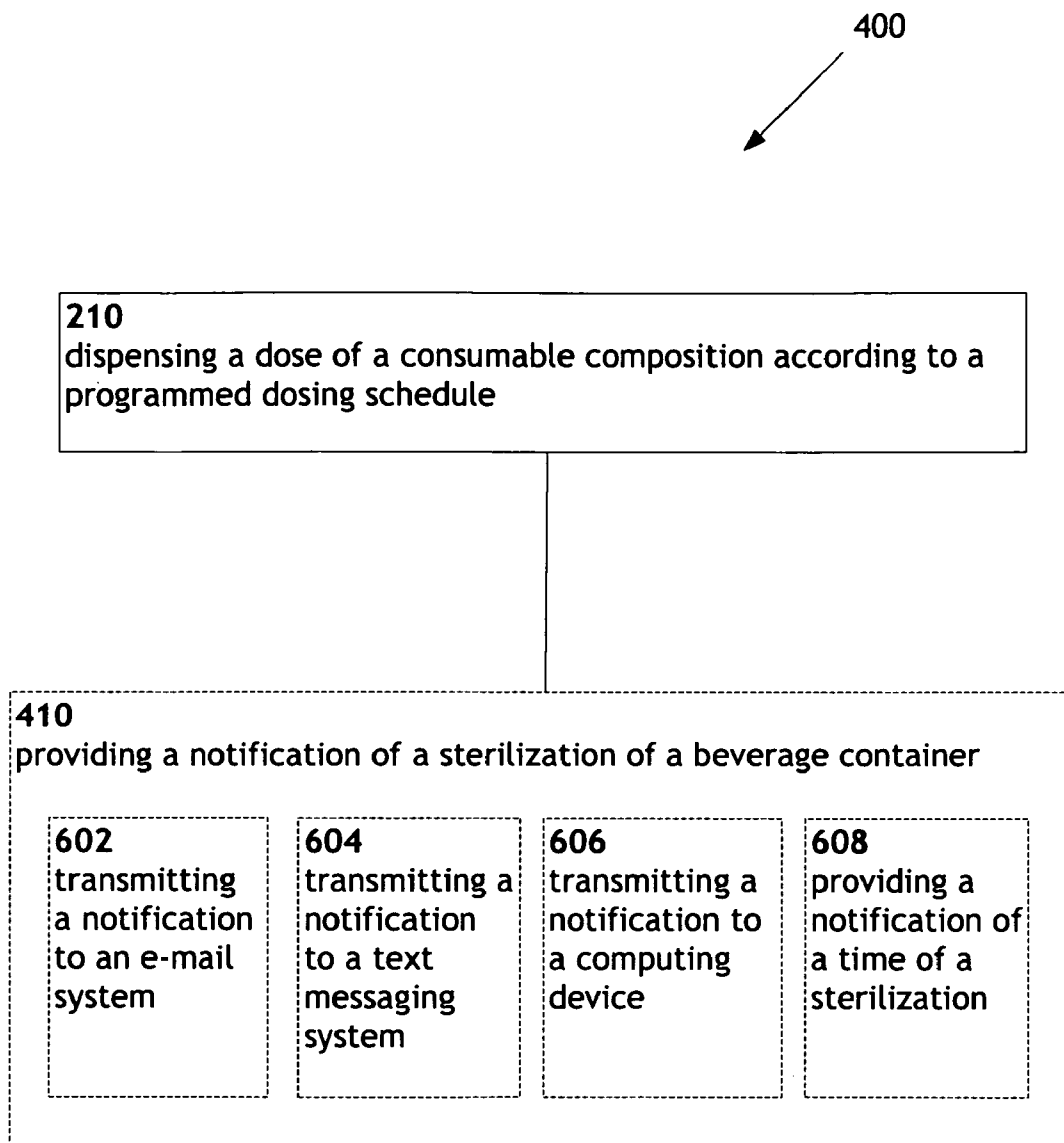 400
210
dispensing a dose of a consumable composition according to a
programmed dosing schedule
410
providing a notification of a sterilization of a beverage container
602
transmitting
a notification
to an e-mail
system
604
transmitting a
notification
to a text
messaging
system
606
transmitting a
notification to
a computing
device
608
providing a
notification of
a time of a
sterilization